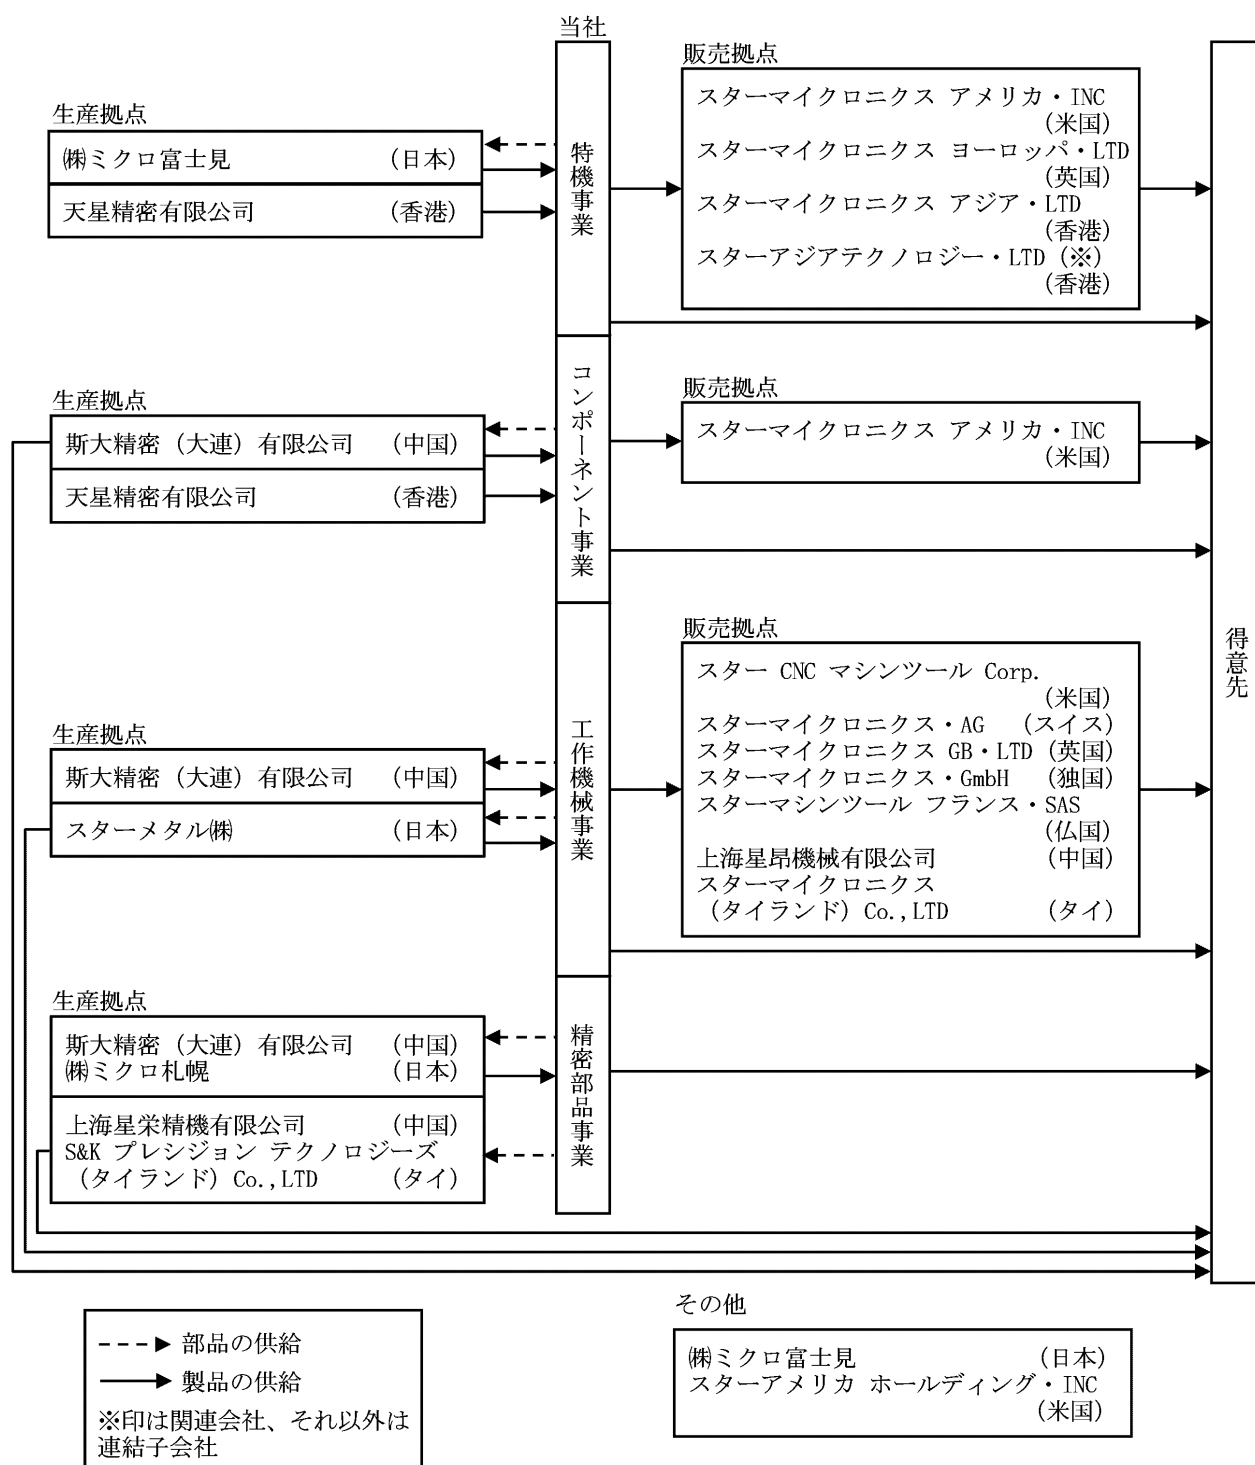 当社
生産拠点
㈱ミクロ富士見 (日本)
天星精密有限公司 (香港)
特機事業
販売拠点
スターマイクロニクス アメリカ・INC
(米国)
スターマイクロニクス ヨーロッパ・LTD
(英国)
スターマイクロニクス アジア・LTD
(香港)
スターアジアテクノロジー・LTD (※)
(香港)
生産拠点
斯大精密（大連）有限公司 (中国)
天星精密有限公司 (香港)
コンポーネント事業
販売拠点
スターマイクロニクス アメリカ・INC
(米国)
生産拠点
斯大精密（大連）有限公司 (中国)
スターメタル㈱ (日本)
工作機械事業
販売拠点
スター CNC マシンツール Corp.
(米国)
スターマイクロニクス・AG (スイス)
スターマイクロニクス GB・LTD (英国)
スターマイクロニクス・GmbH (独国)
スターマシンツール フランス・SAS
(仏国)
上海星昂機械有限公司 (中国)
スターマイクロニクス
（タイランド）Co.,LTD (タイ)
得意先
生産拠点
斯大精密（大連）有限公司 (中国)
㈱ミクロ札幌 (日本)
上海星栄精機有限公司 (中国)
S&K プレシジョン テクノロジーズ
（タイランド）Co.,LTD (タイ)
精密部品事業
部品の供給
製品の供給
※印は関連会社、それ以外は
連結子会社
その他
㈱ミクロ富士見 (日本)
スターアメリカ ホールディング・INC
(米国)